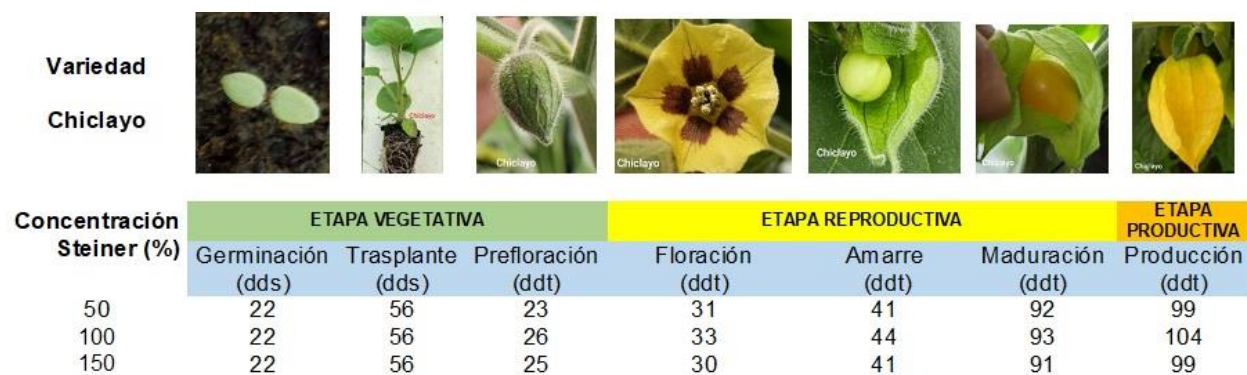 Variedad
Chiclayo
Chiclayo
Chiclayo
Chiclayo
Chiclayo
Chiclayo
Chiclayo
Concentración
Steiner (%)
ETAPA VEGETATIVA
ETAPA REPRODUCTIVA
ETAPA
PRODUCTIVA
Germinación Trasplante Prefloración Floración Amarre Maduración Producción
(dds) (dds) (ddt) (ddt) (ddt) (ddt) (ddt)
50 22 56 23 31 41 92 99
100 22 56 26 33 44 93 104
150 22 56 25 30 41 91 99